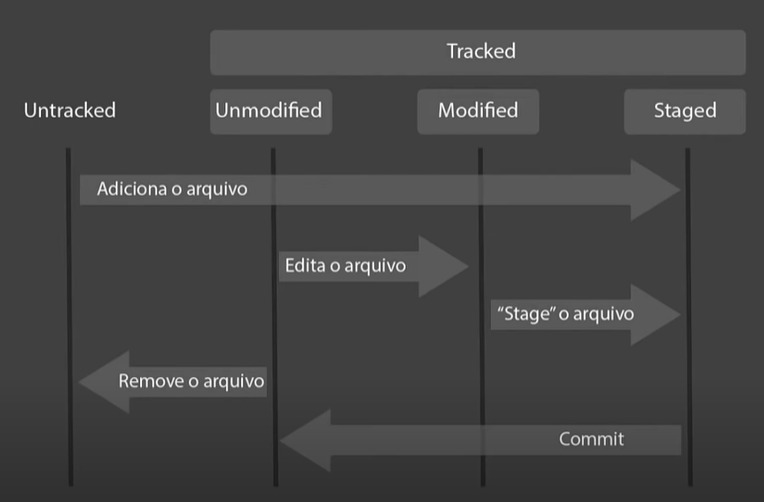 Tracked
Untracked
Unmodified
Modified
Staged
Adiciona o arquivo
Edita o arquivo
“Stage” o arquivo
Remove o arquivo
Commit